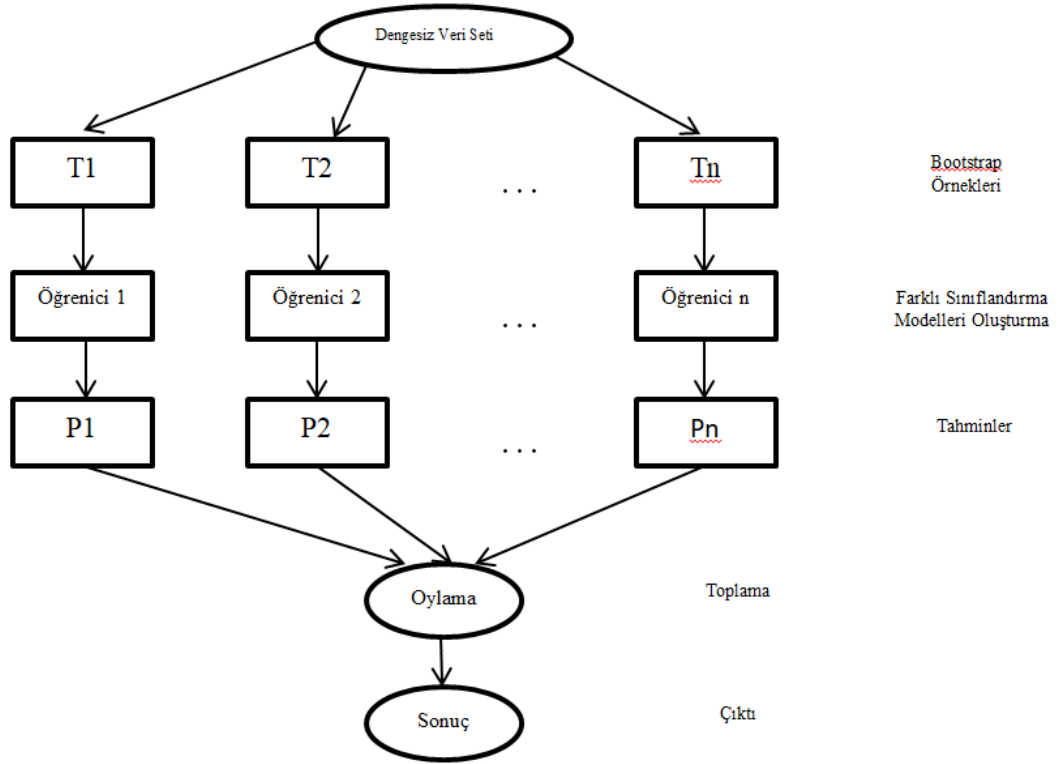 Dengesiz Veri Seti
T1
T2
. . .
Tn
Bootstrap
Örnekleri
Öğrenici 1
Öğrenici 2
. . .
Öğrenici n
Farklı Sınıflandırma
Modelleri Oluşturma
P1
P2
. . .
Pn
Tahminler
Oylama
Toplama
Sonuç
Çıktı